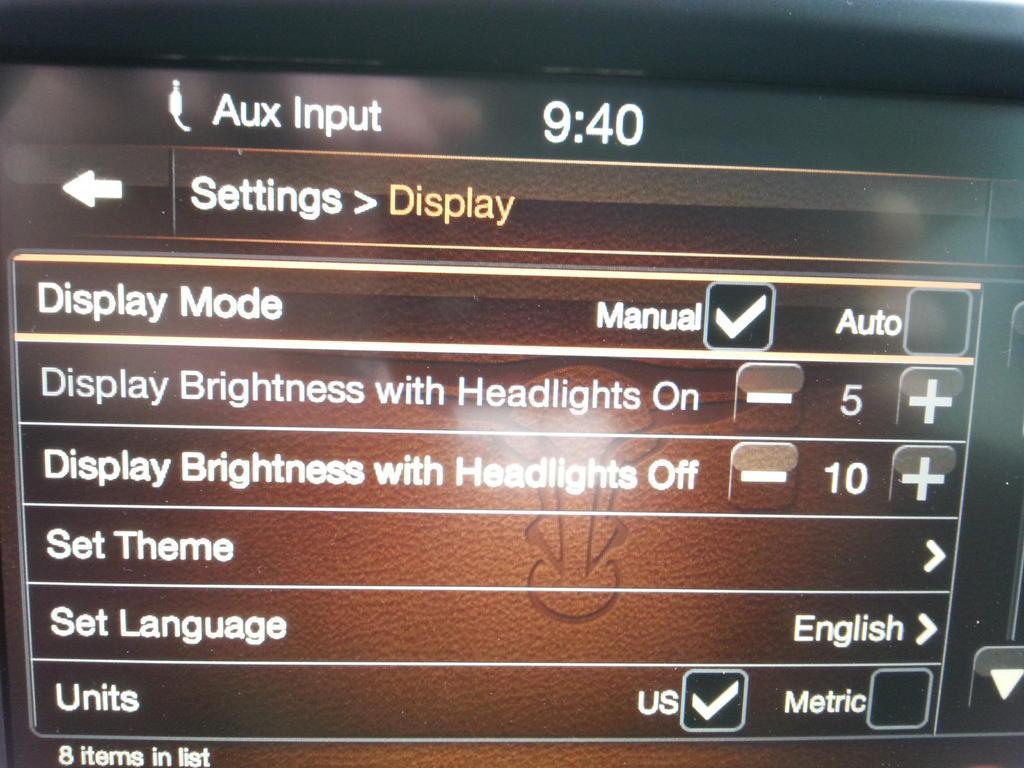 Aux Input 9:40
Settings > Display
Display Mode Manual Auto
Display Brightness with Headlights On 5
Display Brightness with Headlights Off 10
Set Theme
Set Language English
Units US Metric
8 items in list